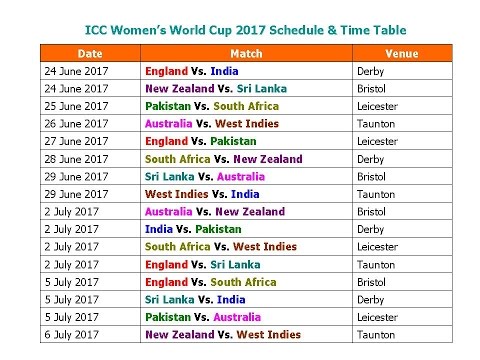 ICC Women's World Cup 2017 Schedule & Time Table
Date Match Venue
24 June 2017 England Vs. India Derby
24 June 2017 New Zealand Vs. Sri Lanka Bristol
25 June 2017 Pakistan Vs. South Africa Leicester
26 June 2017 Australia Vs. West Indies Taunton
27 June 2017 England Vs. Pakistan Leicester
28 June 2017 South Africa Vs. New Zealand Derby
29 June 2017 Sri Lanka Vs. Australia Bristol
29 June 2017 West Indies Vs. India Taunton
2 July 2017 Australia Vs. New Zealand Bristol
2 July 2017 India Vs. Pakistan Derby
2 July 2017 South Africa Vs. West Indies Leicester
2 July 2017 England Vs. Sri Lanka Taunton
5 July 2017 England Vs. South Africa Bristol
5 July 2017 Sri Lanka Vs. India Derby
5 July 2017 Pakistan Vs. Australia Leicester
6 July 2017 New Zealand Vs. West Indies Taunton